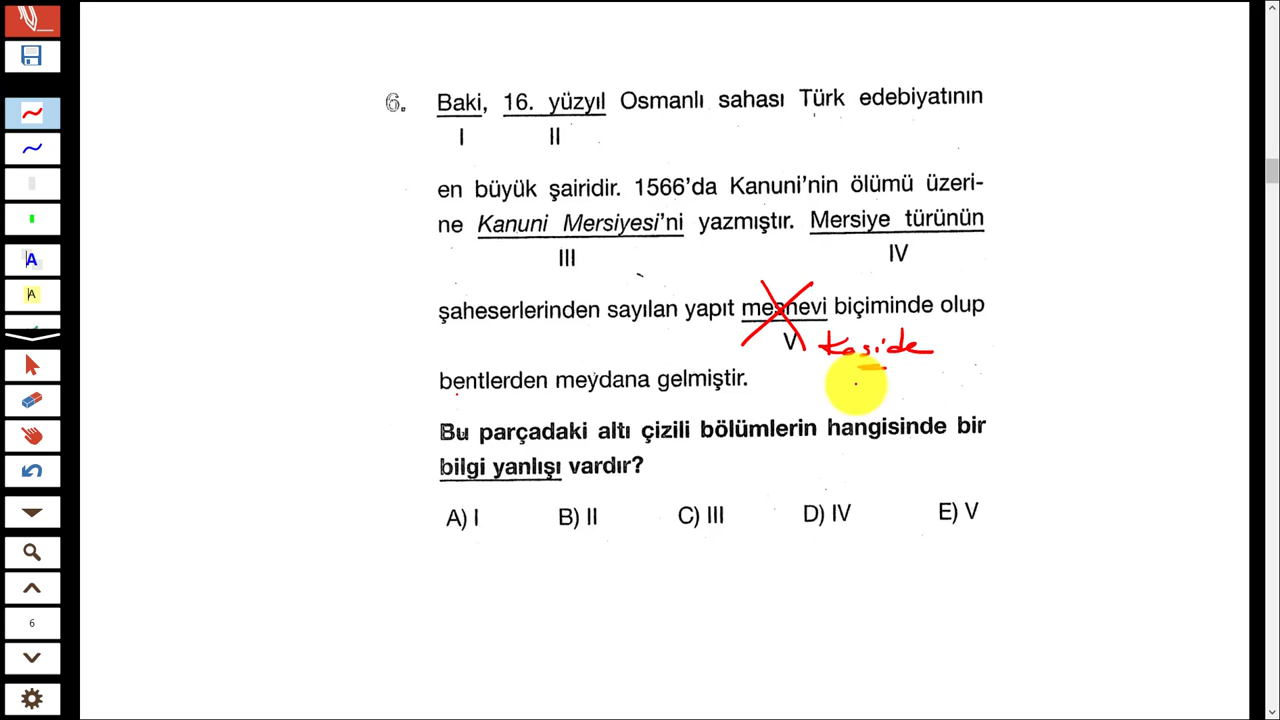 6. Baki, 16. yüzyıl Osmanlı sahası Türk edebiyatının
I II
en büyük şairidir. 1566'da Kanuni'nin ölümü üzeri-
ne Kanuni Mersiyesi'ni yazmıştır. Mersiye türünün
III IV
şaheserlerinden sayılan yapıt mesnevi biçiminde olup
V Kaside
bentlerden meydana gelmiştir.
Bu parçadaki altı çizili bölümlerin hangisinde bir
bilgi yanlışı vardır?
A) I B) II C) III D) IV E) V
A
A
6